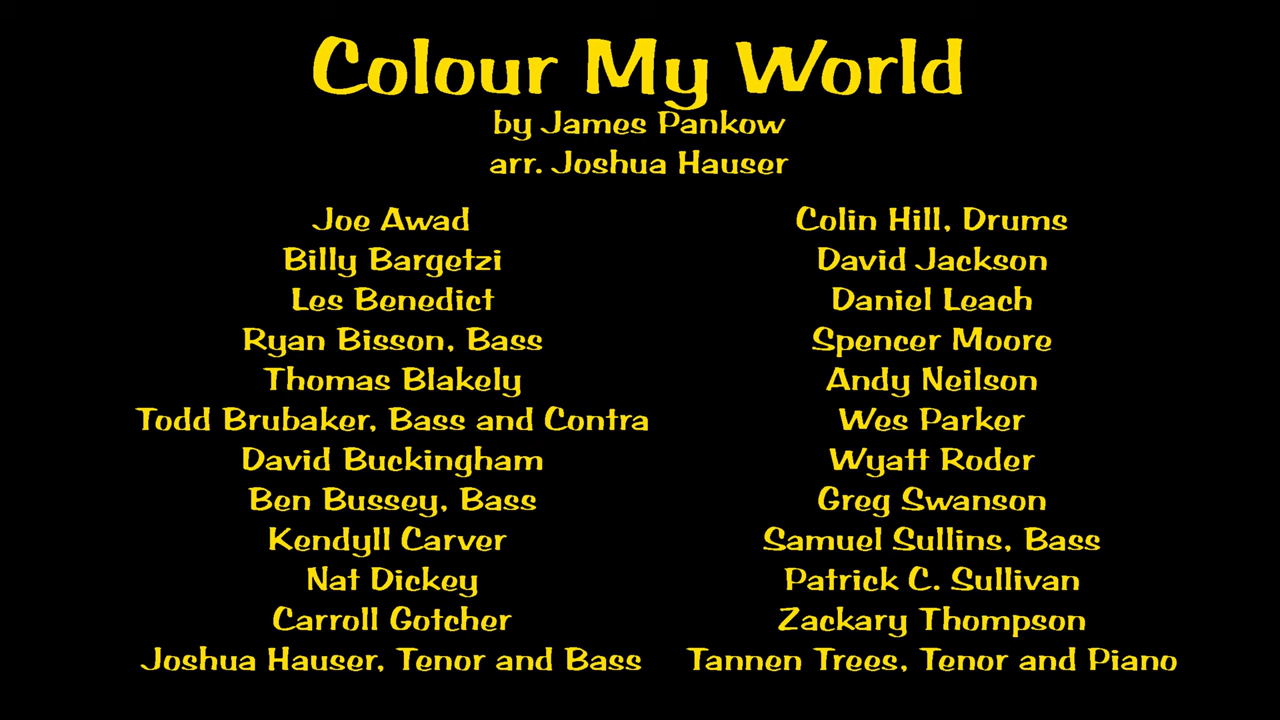 Colour My World
by James Pankow
arr. Joshua Hauser
Joe Awad
Billy Bargetzi
Les Benedict
Ryan Bisson, Bass
Thomas Blakely
Todd Brubaker, Bass and Contra
David Buckingham
Ben Bussey, Bass
Kendyll Carver
Nat Dickey
Carroll Gotcher
Joshua Hauser, Tenor and Bass
Colin Hill, Drums
David Jackson
Daniel Leach
Spencer Moore
Andy Neilson
Wes Parker
Wyatt Roder
Greg Swanson
Samuel Sullins, Bass
Patrick C. Sullivan
Zackary Thompson
Tannen Trees, Tenor and Piano